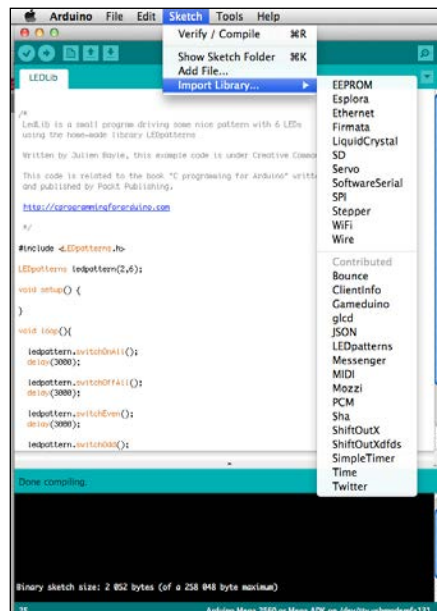 Arduino File Edit Sketch Tools Help
Verify / Compile ⌘R
Show Sketch Folder ⌘K
Add File...
Import Library...
EEPROM
Esplora
Ethernet
Firmata
LiquidCrystal
SD
Servo
SoftwareSerial
SPI
Stepper
WiFi
Wire
Contributed
Bounce
ClientInfo
Gameduino
glcd
JSON
LEDpatterns
Messenger
MIDI
Mozzi
PCM
Sha
ShiftOutX
ShiftOutXdfds
SimpleTimer
Time
Twitter
LEDLib
/*
LedLib is a small program driving some nice pattern with 6 LEDs
using the home-made library LEDpatterns
Written by Julien Bayle, this example code is under Creative Commo
This code is related to the book "C programming for Arduino" writte
and published by Packt Publishing.
http://cprogrammingforarduino.com
*/
#include <LEDpatterns.h>
LEDpatterns ledpattern(2,6);
void setup() {
}
void loop(){
ledpattern.switchOnAll();
delay(3000);
ledpattern.switchOffAll();
delay(3000);
ledpattern.switchEven();
delay(3000);
ledpattern.switchOdd();
Done compiling.
Binary sketch size: 2 052 bytes (of a 258 048 byte maximum)
Arduino Mega 2560 or Mega ADK on